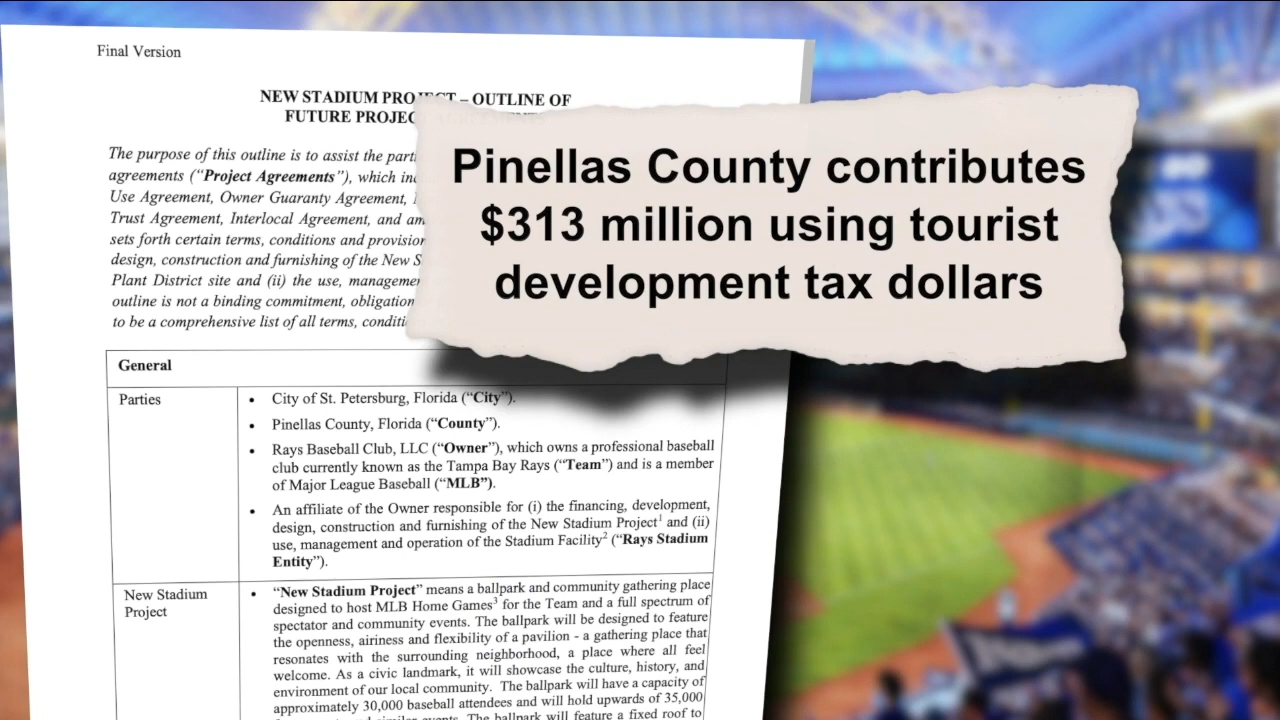 Final Version
NEW STADIUM PROJECT – OUTLINE OF
FUTURE PROJEC
Pinellas County contributes
$313 million using tourist
development tax dollars
The purpose of this outline is to assist the parti
agreements (“Project Agreements”), which inc
Use Agreement, Owner Guaranty Agreement,
Trust Agreement, Interlocal Agreement, and am
sets forth certain terms, conditions and provision
design, construction and furnishing of the New S
Plant District site and (ii) the use, managemen
outline is not a binding commitment, obligation
to be a comprehensive list of all terms, conditi
General
Parties
• City of St. Petersburg, Florida (“City”).
• Pinellas County, Florida (“County”).
• Rays Baseball Club, LLC (“Owner”), which owns a professional baseball
club currently known as the Tampa Bay Rays (“Team”) and is a member
of Major League Baseball (“MLB”).
• An affiliate of the Owner responsible for (i) the financing, development,
design, construction and furnishing of the New Stadium Project¹ and (ii)
use, management and operation of the Stadium Facility² (“Rays Stadium
Entity”).
New Stadium
Project
• “New Stadium Project” means a ballpark and community gathering place
designed to host MLB Home Games³ for the Team and a full spectrum of
spectator and community events. The ballpark will be designed to feature
the openness, airiness and flexibility of a pavilion - a gathering place that
resonates with the surrounding neighborhood, a place where all feel
welcome. As a civic landmark, it will showcase the culture, history, and
environment of our local community. The ballpark will have a capacity of
approximately 30,000 baseball attendees and will hold upwards of 35,000
similar events. The ballpark will feature a fixed roof to